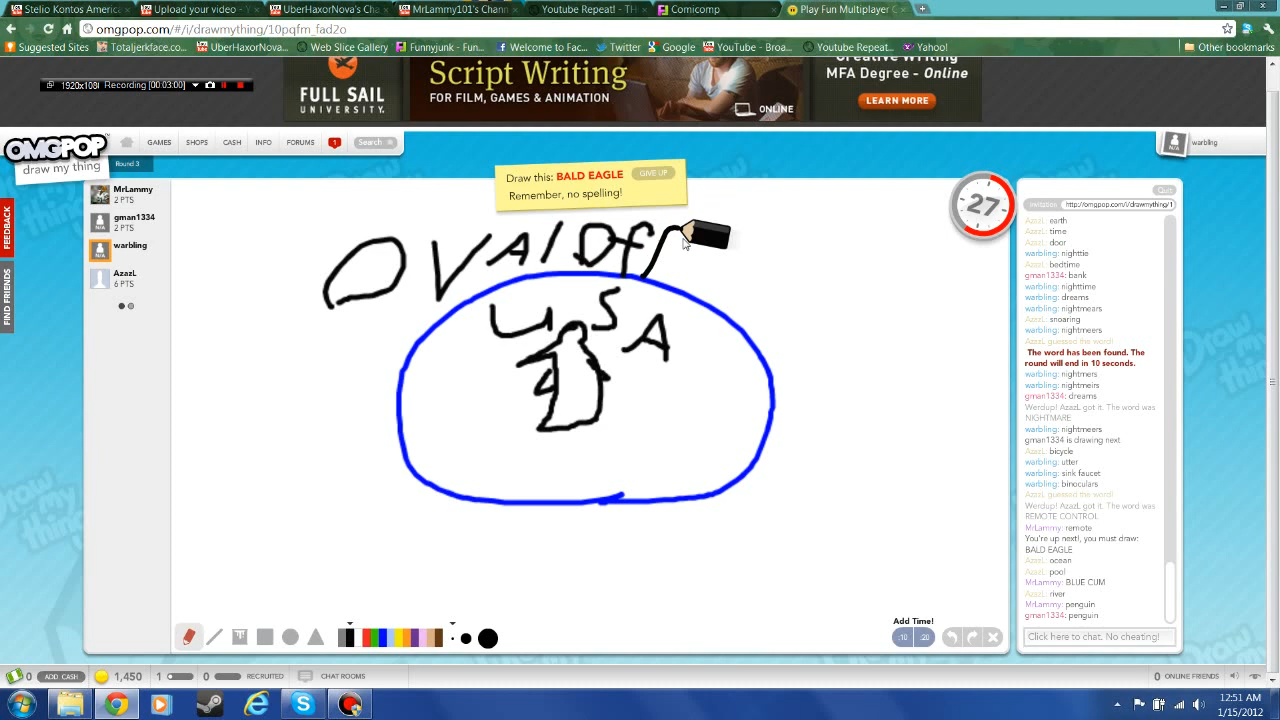 Stelio Kontos Amazin
Upload your video - Y
UberHaxorNova's Cha
MrLammy101's Chann
Youtube Repeat! - TH
Comicomp
Play Fun Multiplayer G
omgpop.com/#/i/drawmything/10pqfm_fad2o
Suggested Sites
Totaljerkface.com
UberHaxorNova...
Web Slice Gallery
Funnyjunk - Fun...
Welcome to Fac...
Twitter
Google
YouTube - Broa...
Youtube Repeat...
Yahoo!
Other bookmarks
Recording [00:03:00]
FULL SAIL
UNIVERSITY.
Script Writing
FOR FILM, GAMES & ANIMATION
ONLINE
Creative Writing
MFA Degree - Online
LEARN MORE
OMGPOP
draw my thing
GAMES
SHOPS
CASH
INFO
FORUMS
1
Search
warbling
Round 3
FEEDBACK
FIND FRIENDS
MrLammy
2 PTS
gman1334
2 PTS
warbling
AzazL
6 PTS
Draw this: BALD EAGLE
GIVE UP
Remember, no spelling!
27
OVAlOf
USA
Invitation
http://omgpop.com/i/drawmything/1
AzazL: earth
AzazL: time
AzazL: door
warbling: nighttie
AzazL: bedtime
gman1334: bank
warbling: nighttime
warbling: dreams
warbling: nightmears
AzazL: snoaring
warbling: nightmeers
AzazL guessed the word!
The word has been found. The
round will end in 10 seconds.
warbling: nightmers
warbling: nightmeirs
gman1334: dreams
Werdup! AzazL got it. The word was
NIGHTMARE
warbling: nightmeers
gman1334 is drawing next
AzazL: bicycle
warbling: utter
warbling: sink faucet
warbling: binoculars
AzazL guessed the word!
Werdup! AzazL got it. The word was
REMOTE CONTROL
MrLammy: remote
You're up next!, you must draw:
BALD EAGLE
AzazL: ocean
AzazL: pool
MrLammy: BLUE CUM
AzazL: river
MrLammy: penguin
gman1334: penguin
Click here to chat. No cheating!
Add Time!
:10
:20
0
ADD CASH
1,450
1
0
RECRUITED
CHAT ROOMS
0 ONLINE FRIENDS
12:51 AM
1/15/2012